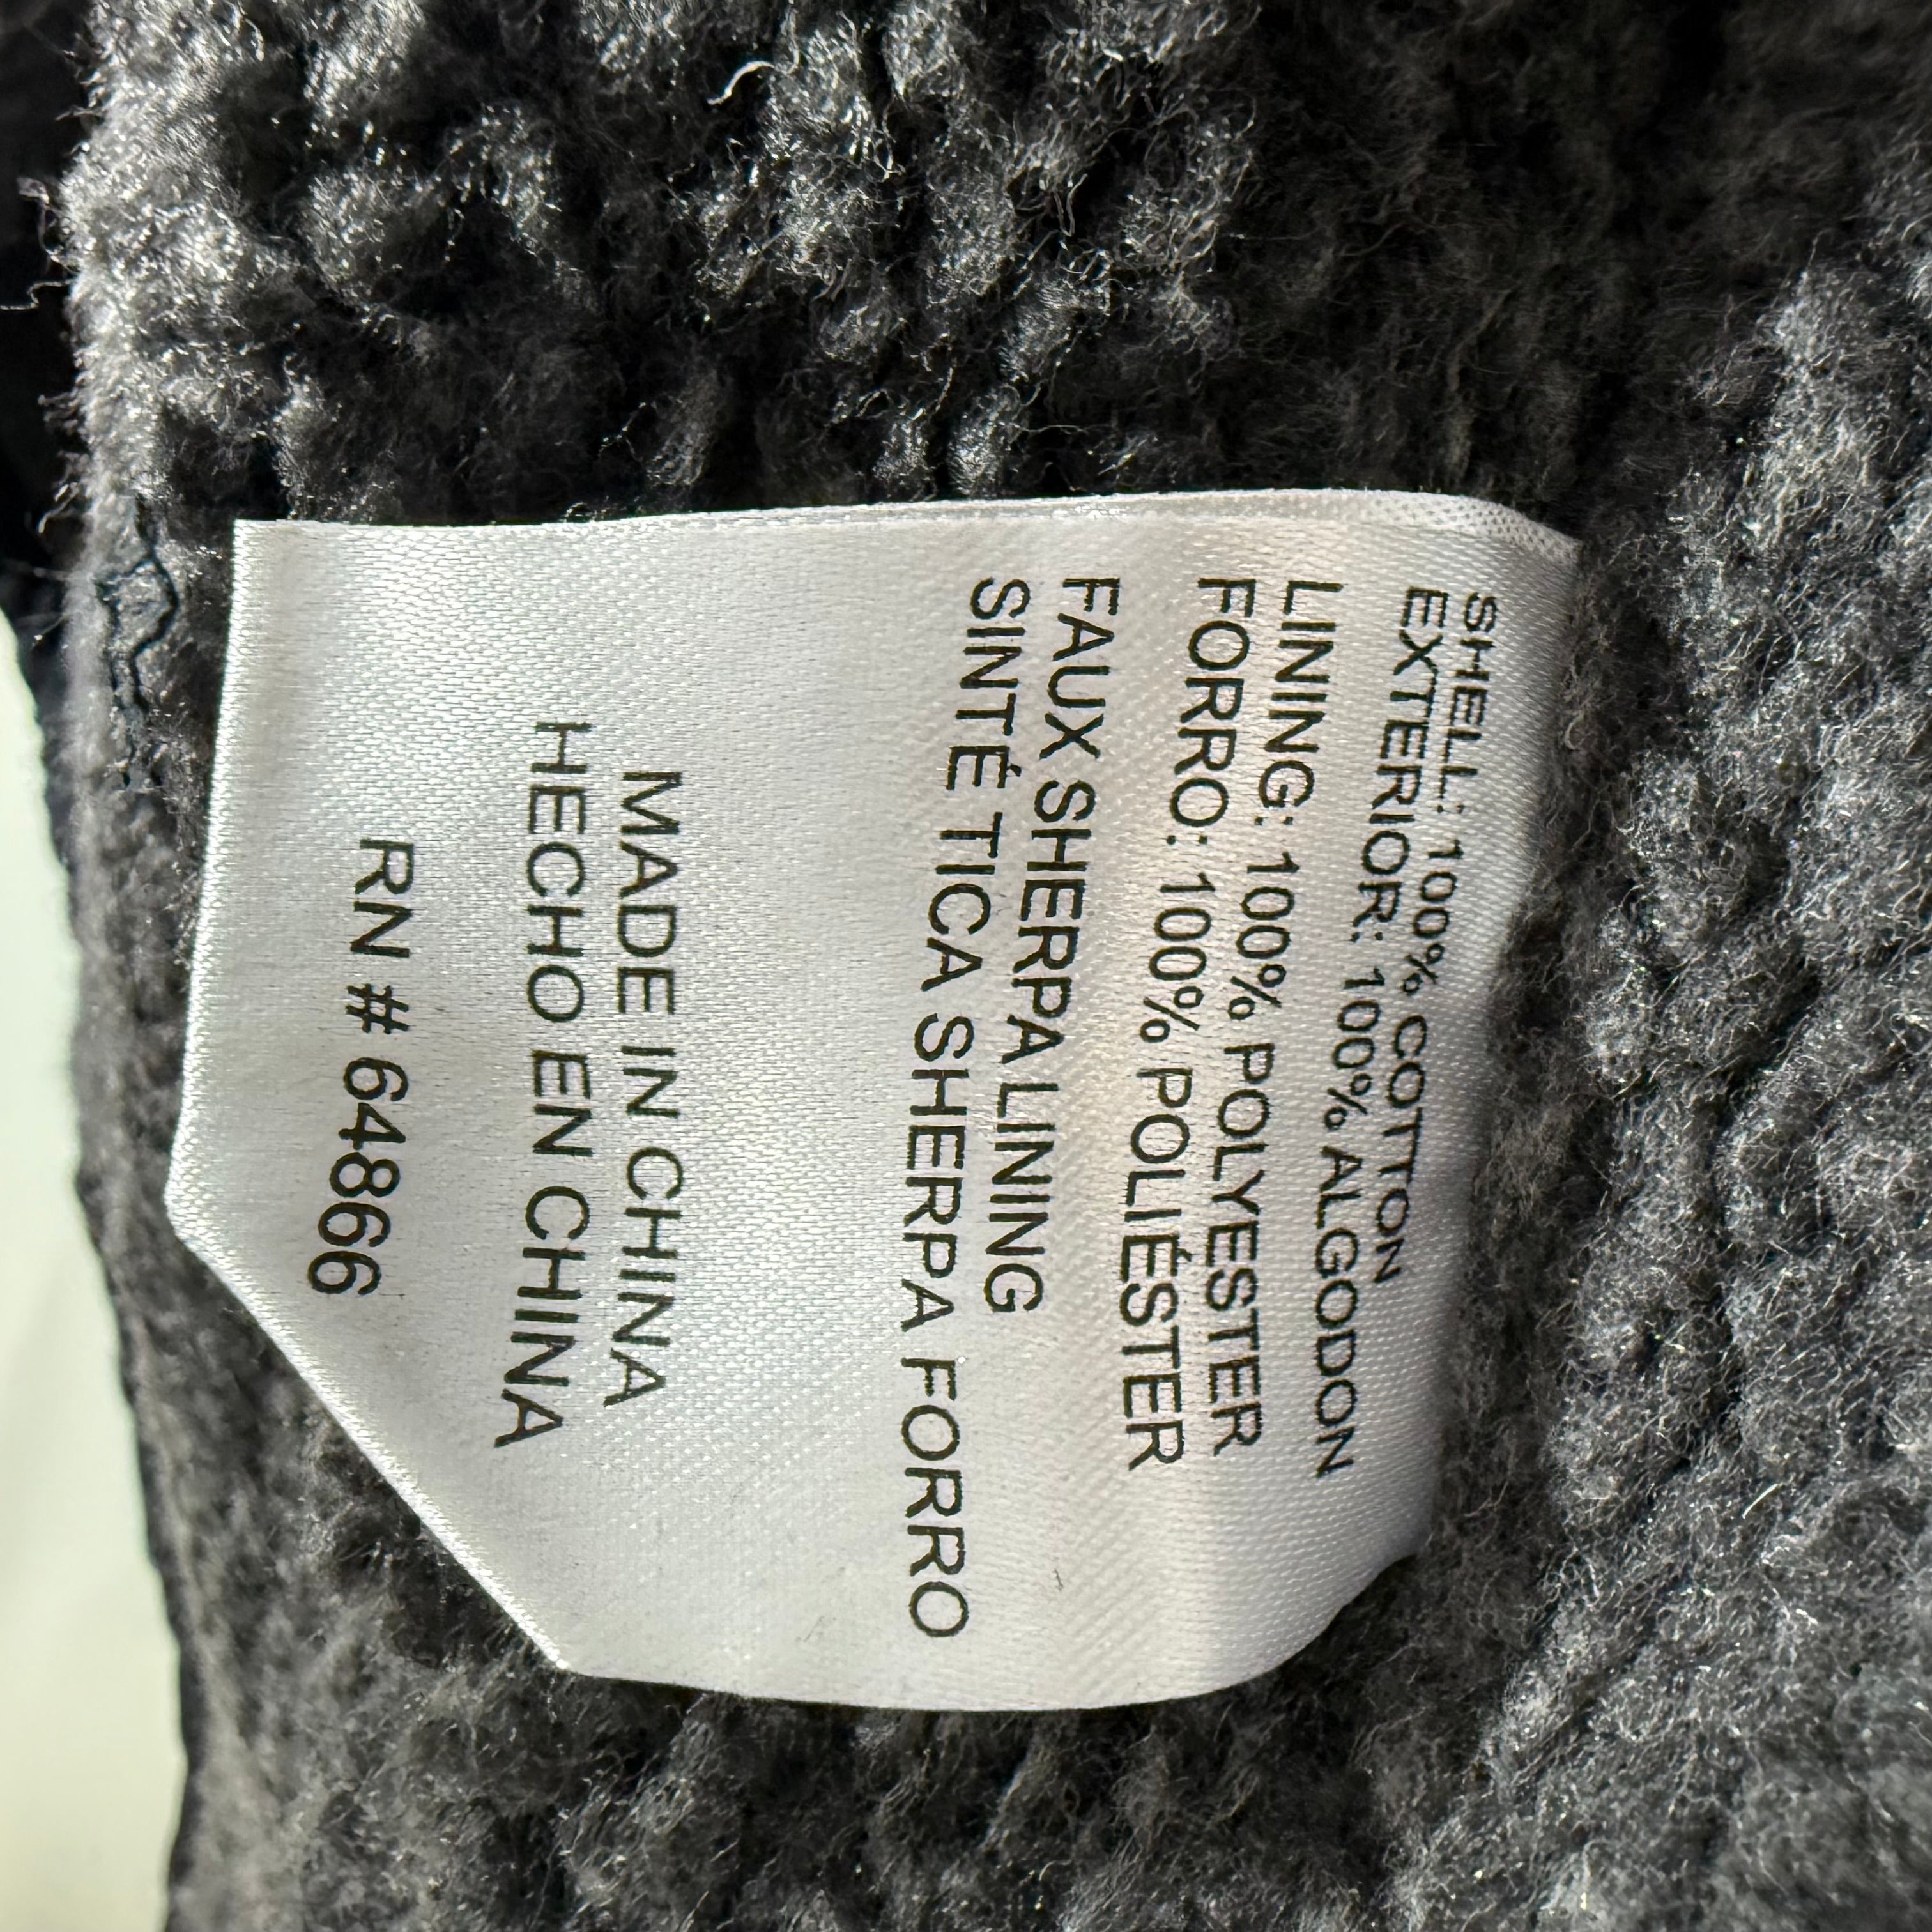 SHELL: 100% COTTON
EXTERIOR: 100% ALGODON
LINING: 100% POLYESTER
FORRO: 100% POLIÉSTER
FAUX SHERPA LINING
SINTÉ TICA SHERPA FORRO
MADE IN CHINA
HECHO EN CHINA
RN # 64866